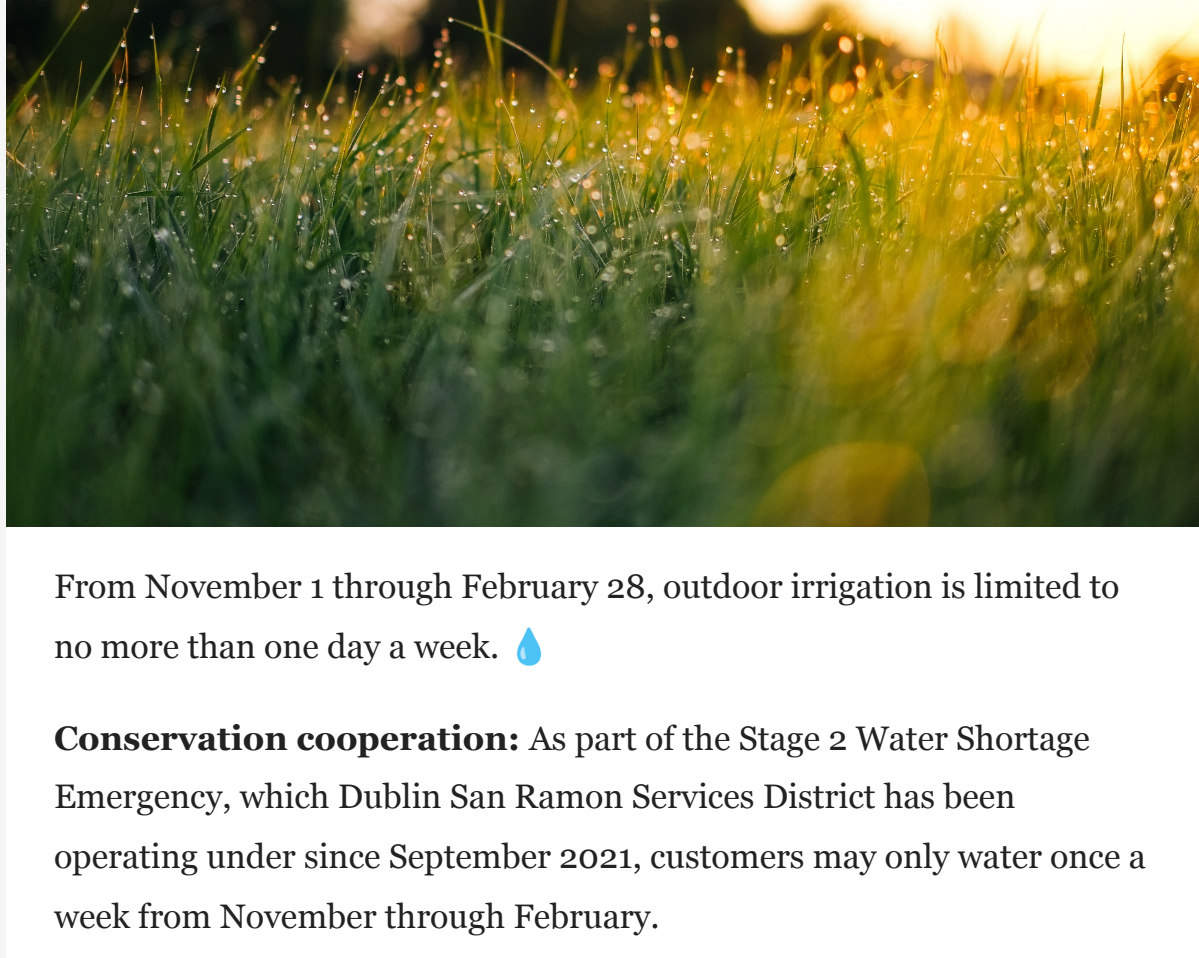 From November 1 through February 28, outdoor irrigation is limited to
no more than one day a week. 💧
Conservation cooperation: As part of the Stage 2 Water Shortage
Emergency, which Dublin San Ramon Services District has been
operating under since September 2021, customers may only water once a
week from November through February.